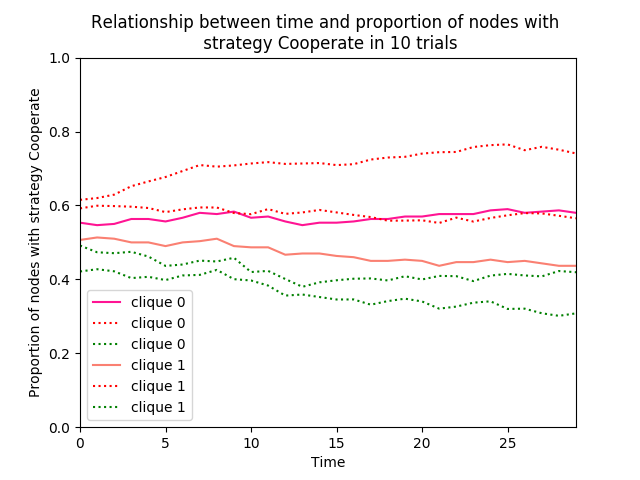 Relationship between time and proportion of nodes with
strategy Cooperate in 10 trials
Proportion of nodes with strategy Cooperate
1.0
0.8
0.6
0.4
0.2
0.0
clique 0
clique 0
clique 0
clique 1
clique 1
clique 1
0 5 10 15 20 25
Time